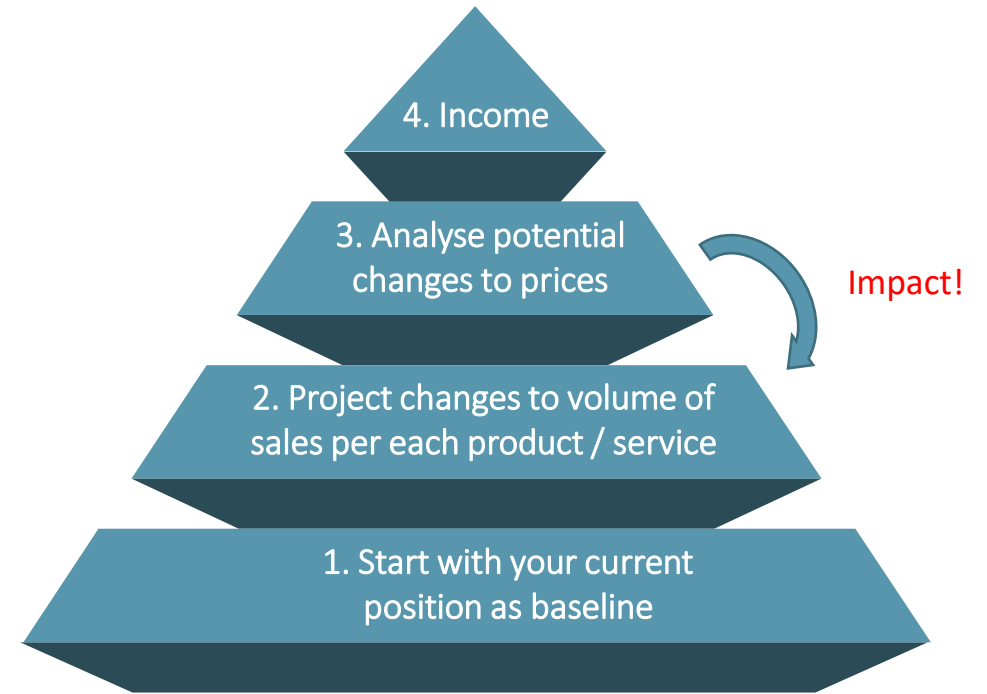 4. Income
3. Analyse potential
changes to prices
Impact!
2. Project changes to volume of
sales per each product / service
1. Start with your current
position as baseline